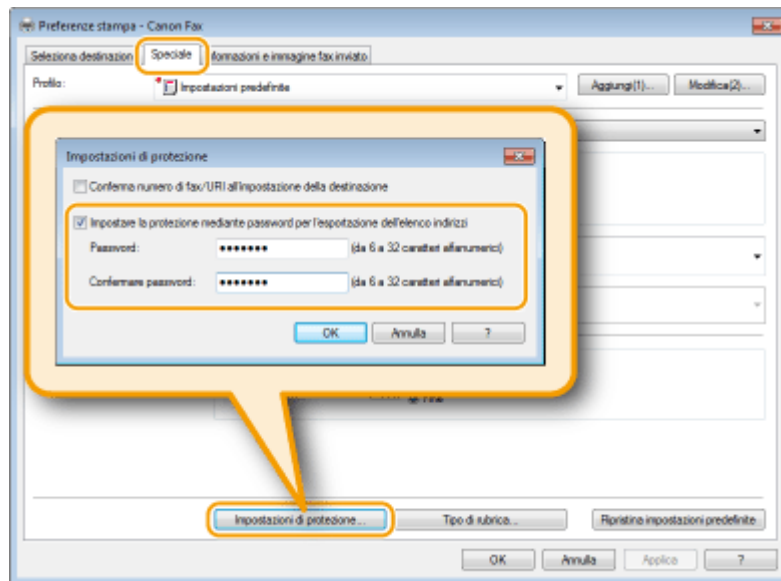 Preferenze stampa - Canon Fax
Seleziona destinazion
Speciale
formazioni e immagine fax inviato
Profilo:
Impostazioni predefinite
Aggiungi(1)...
Modifica(2)...
Impostazioni di protezione
Conferma numero di fax/URI all'impostazione della destinazione
Impostare la protezione mediante password per l'esportazione dell'elenco indirizzi
Password:
•••••••
(da 6 a 32 caratteri alfanumerici)
Confermare password:
•••••••
(da 6 a 32 caratteri alfanumerici)
OK
Annulla
?
Impostazioni di protezione...
Tipo di rubrica...
Ripristina impostazioni predefinite
OK
Annulla
Applica
?